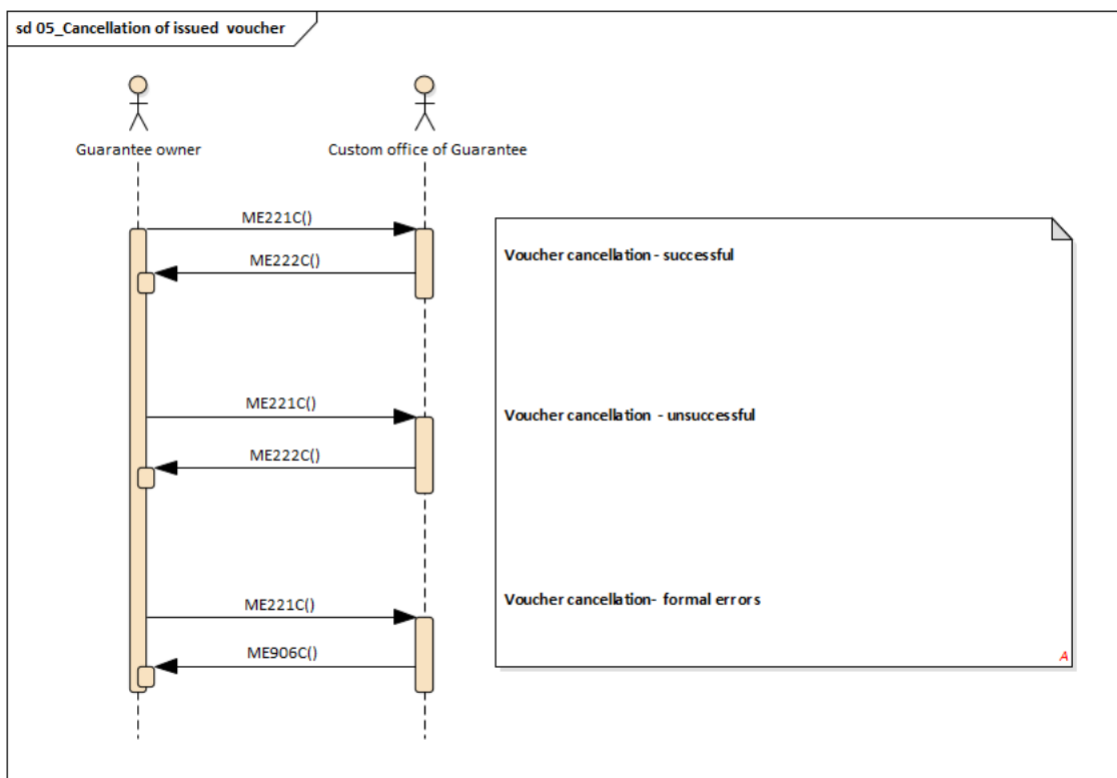 sd 05_Cancellation of issued voucher
Guarantee owner
Custom office of Guarantee
ME221C()
Voucher cancellation - successful
ME222C()
ME221C()
Voucher cancellation - unsuccessful
ME222C()
ME221C()
Voucher cancellation- formal errors
ME906C()
A